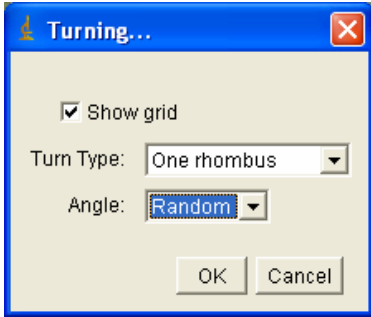 Turning...
Show grid
Turn Type: One rhombus
Angle: Random
OK Cancel